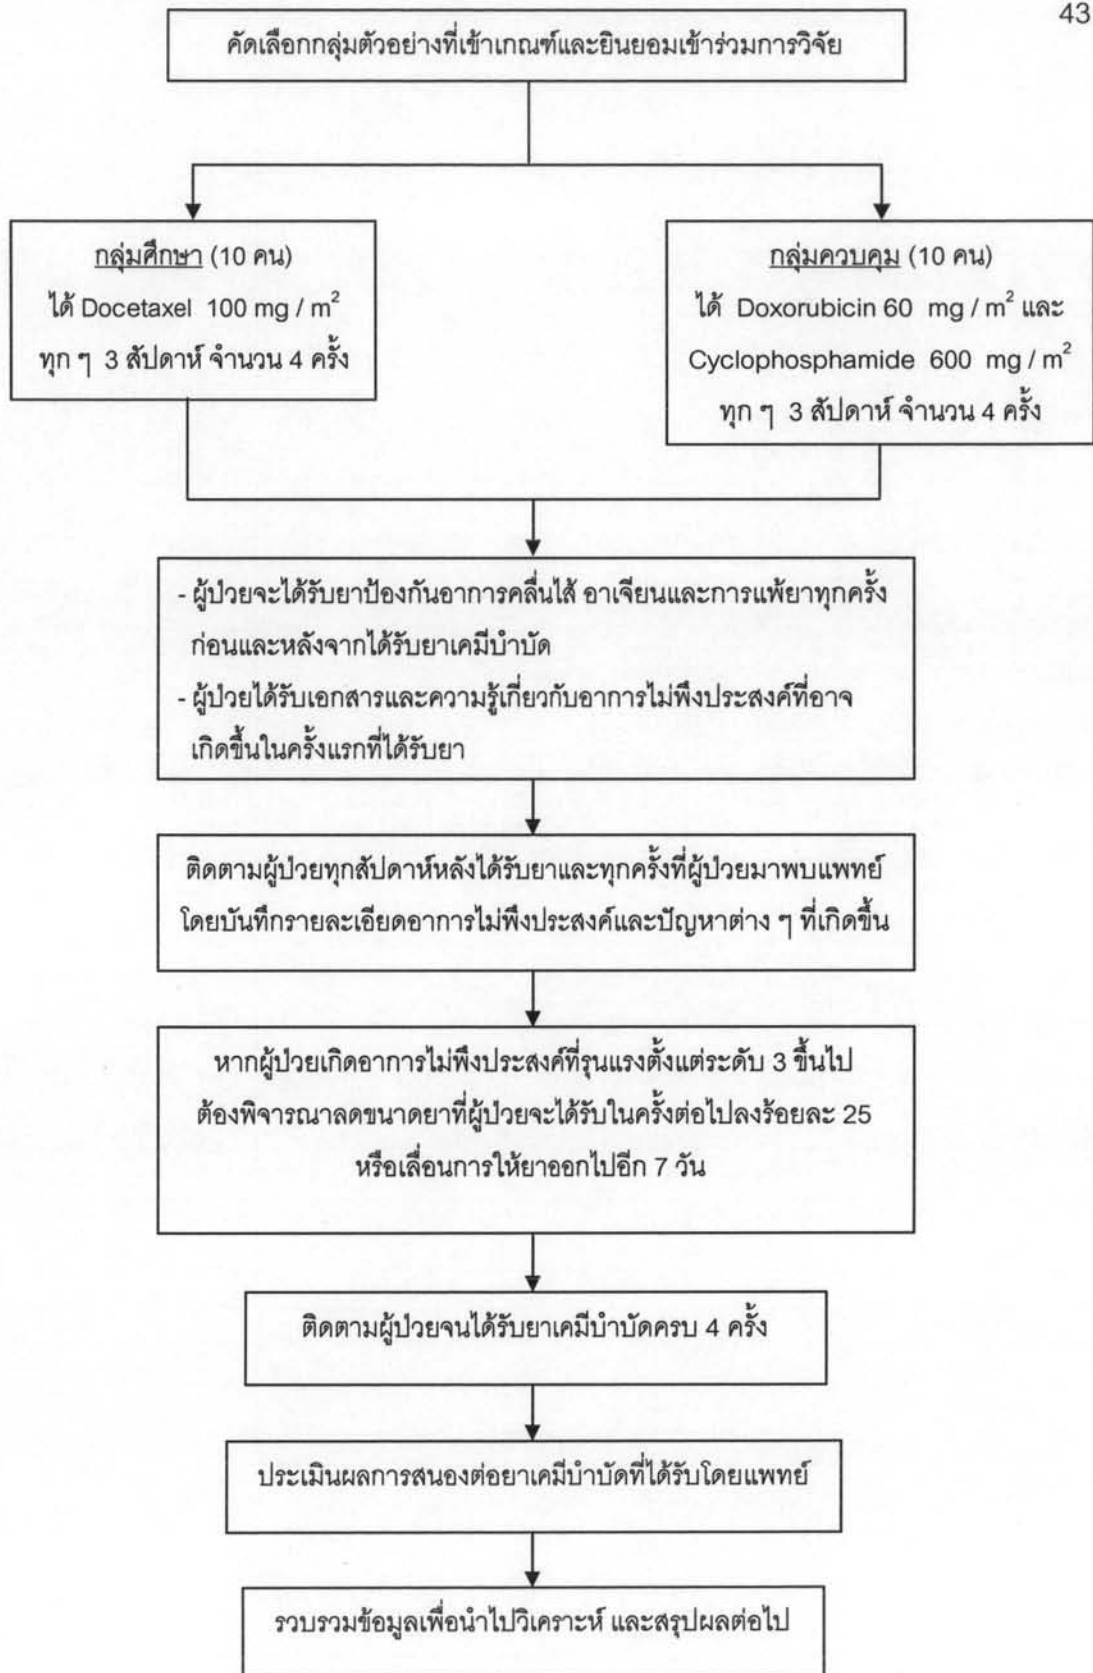 43
คัดเลือกกลุ่มตัวอย่างที่เข้าเกณฑ์และยินยอมเข้าร่วมการวิจัย
กลุ่มศึกษา (10 คน)
ได้ Docetaxel 100 mg / m²
ทุก ๆ 3 สัปดาห์ จำนวน 4 ครั้ง
กลุ่มควบคุม (10 คน)
ได้ Doxorubicin 60 mg / m² และ
Cyclophosphamide 600 mg / m²
ทุก ๆ 3 สัปดาห์ จำนวน 4 ครั้ง
- ผู้ป่วยจะได้รับยาป้องกันอาการคลื่นไส้ อาเจียนและการแพ้ยาทุกครั้ง
ก่อนและหลังจากได้รับยาเคมีบำบัด
- ผู้ป่วยได้รับเอกสารและความรู้เกี่ยวกับอาการไม่พึงประสงค์ที่อาจ
เกิดขึ้นในครั้งแรกที่ได้รับยา
ติดตามผู้ป่วยทุกสัปดาห์หลังได้รับยาและทุกครั้งที่ผู้ป่วยมาพบแพทย์
โดยบันทึกรายละเอียดอาการไม่พึงประสงค์และปัญหาต่าง ๆ ที่เกิดขึ้น
หากผู้ป่วยเกิดอาการไม่พึงประสงค์ที่รุนแรงตั้งแต่ระดับ 3 ขึ้นไป
ต้องพิจารณาลดขนาดยาที่ผู้ป่วยจะได้รับในครั้งต่อไปลงร้อยละ 25
หรือเลื่อนการให้ยาออกไปอีก 7 วัน
ติดตามผู้ป่วยจนได้รับยาเคมีบำบัดครบ 4 ครั้ง
ประเมินผลการสนองต่อยาเคมีบำบัดที่ได้รับโดยแพทย์
รวบรวมข้อมูลเพื่อนำไปวิเคราะห์ และสรุปผลต่อไป